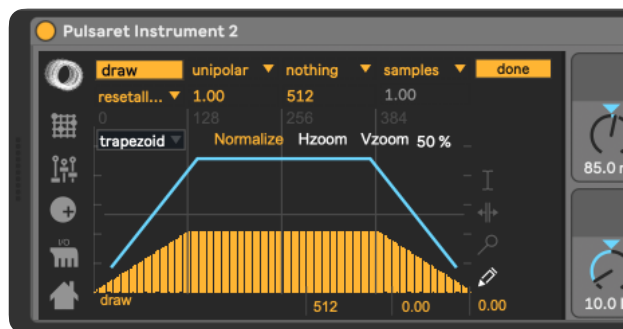 Pulsaret Instrument 2
draw unipolar nothing samples done
resetall... 1.00 512 1.00
0 128 256 384
trapezoid Normalize Hzoom Vzoom 50 %
85.0
I/O
draw 512 0.00 0.00
10.0